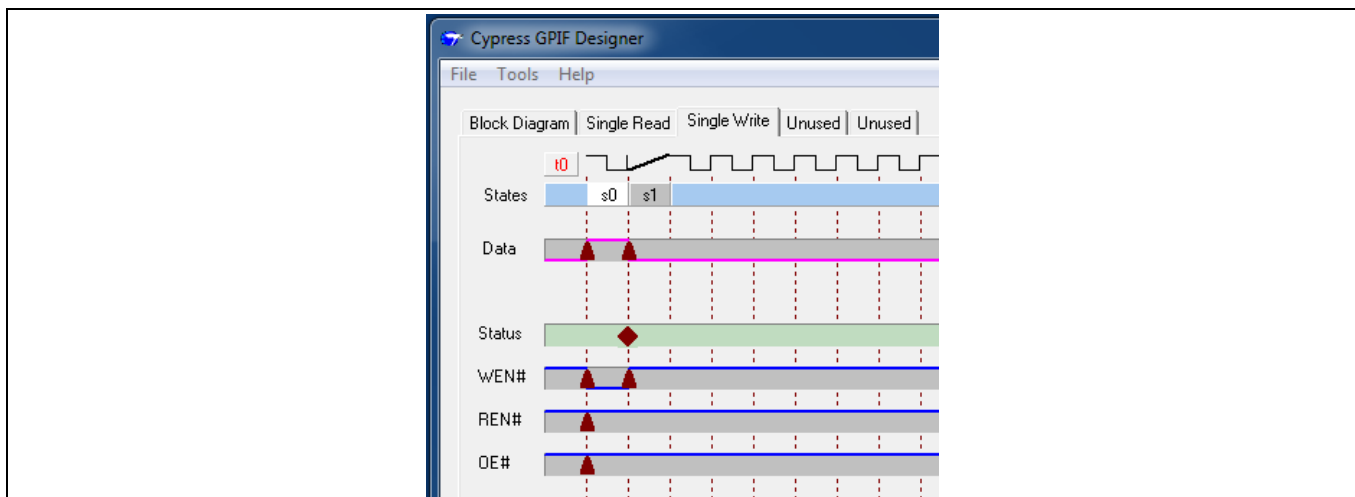 Cypress GPIF Designer
File Tools Help
Block Diagram Single Read Single Write Unused Unused
t0
States s0 s1
Data
Status
WEN#
REN#
OE#